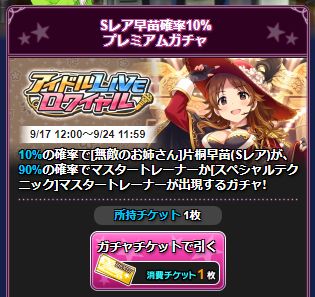 Sレア早苗確率10%
プレミアムガチャ
アイドルLIVE
ロワイヤル
9/17 12:00～9/24 11:59
10%の確率で[無敵のお姉さん]片桐早苗(Sレア)が、
90%の確率でマスタートレーナーか[スペシャルテク
ニック]マスタートレーナーが出現するガチャ!
所持チケット 1枚
ガチャチケットで引く
消費チケット1枚